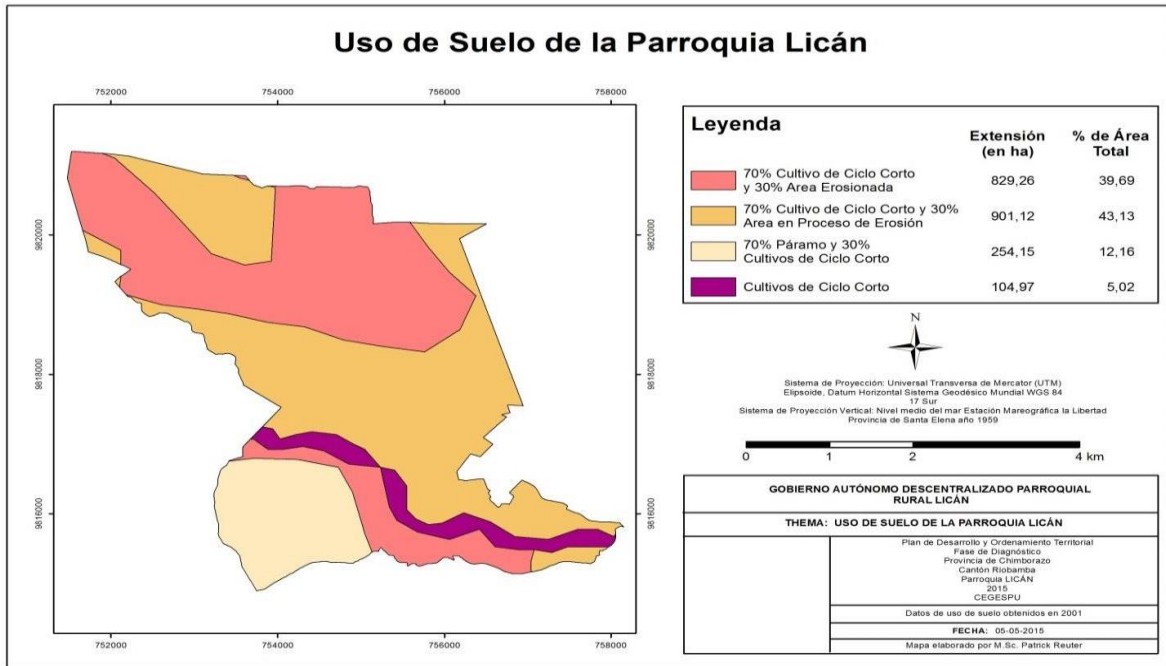 Uso de Suelo de la Parroquia Licán
752000
754000
756000
758000
9820000
9818000
9816000
9820000
9818000
9816000
752000
754000
756000
758000
Leyenda
Extensión
(en ha)
% de Área
Total
70% Cultivo de Ciclo Corto
y 30% Area Erosionada
829,26
39,69
70% Cultivo de Ciclo Corto y 30%
Area en Proceso de Erosión
901,12
43,13
70% Páramo y 30%
Cultivos de Ciclo Corto
254,15
12,16
Cultivos de Ciclo Corto
104,97
5,02
N
Sistema de Proyección: Universal Transversa de Mercator (UTM)
Elipsoide, Datum Horizontal Sistema Geodésico Mundial WGS 84
17 Sur
Sistema de Proyección Vertical: Nivel medio del mar Estación Mareográfica la Libertad
Provincia de Santa Elena año 1959
0 1 2 4 km
GOBIERNO AUTÓNOMO DESCENTRALIZADO PARROQUIAL
RURAL LICÁN
THEMA: USO DE SUELO DE LA PARROQUIA LICÁN
Plan de Desarrollo y Ordenamiento Territorial
Fase de Diagnóstico
Provincia de Chimborazo
Cantón Riobamba
Parroquia LICÁN
2015
CEGESPU
Datos de uso de suelo obtenidos en 2001
FECHA: 05-05-2015
Mapa elaborado por M.Sc. Patrick Reuter